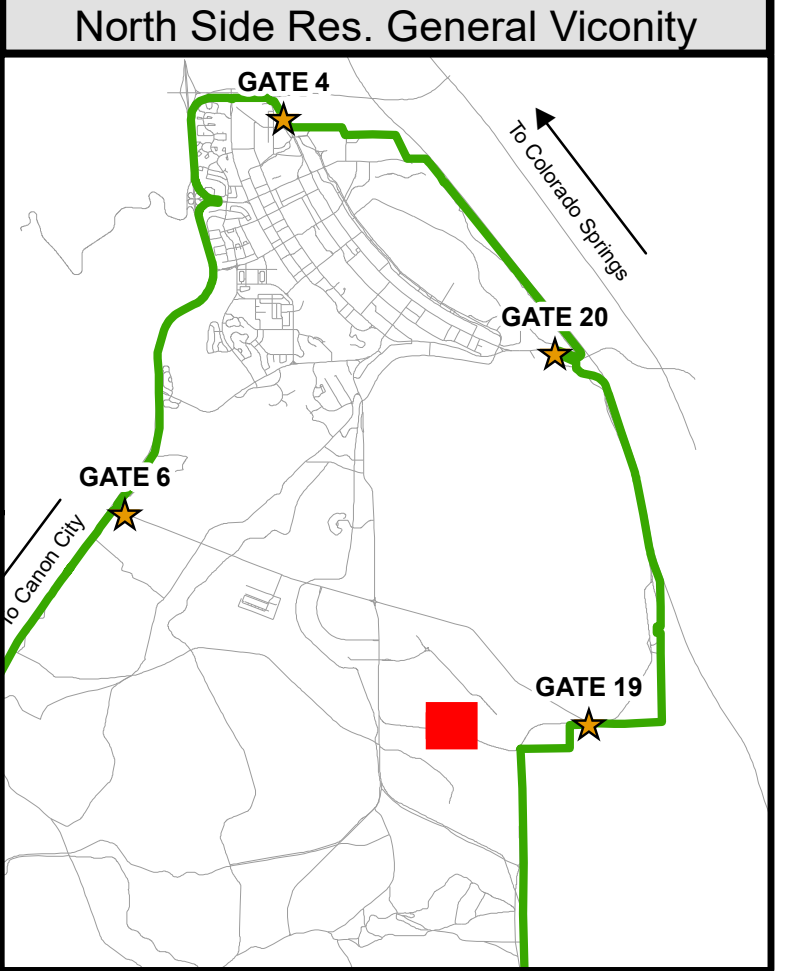 North Side Res. General Viconity
GATE 4
To Colorado Springs
GATE 20
GATE 6
To Canon City
GATE 19